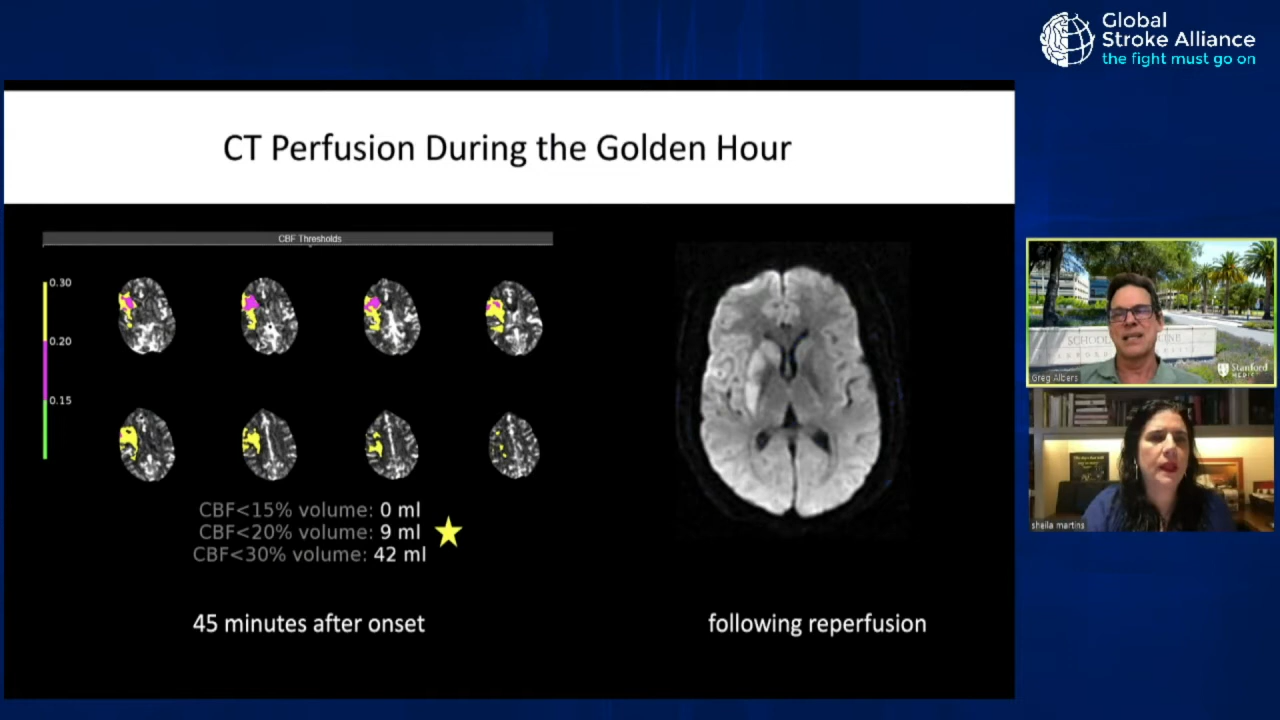 Global
Stroke Alliance
the fight must go on
CT Perfusion During the Golden Hour
CBF Thresholds
0.30
0.20
0.15
CBF<15% volume: 0 ml
CBF<20% volume: 9 ml
CBF<30% volume: 42 ml
45 minutes after onset
following reperfusion
Greg Albers
Stanford
sheila martins